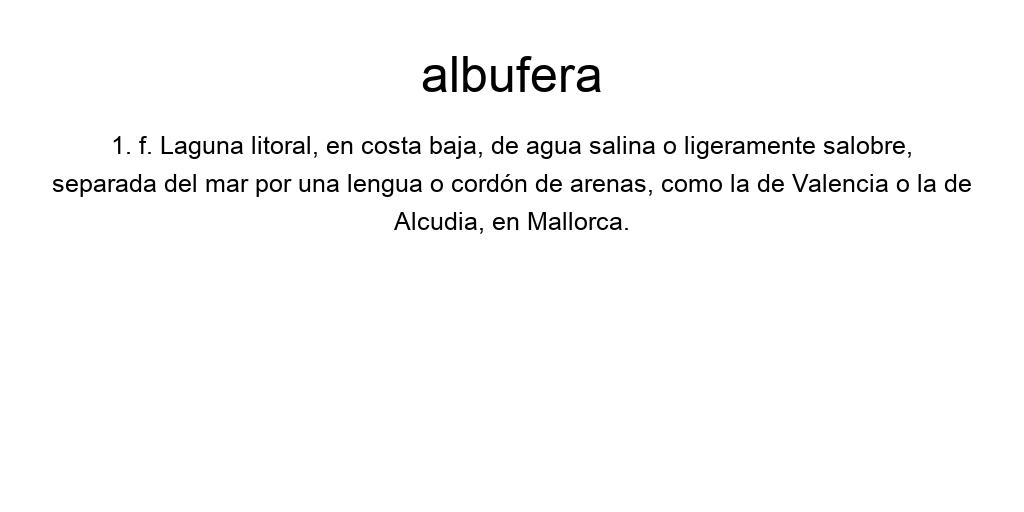 albufera
1. f. Laguna litoral, en costa baja, de agua salina o ligeramente salobre,
separada del mar por una lengua o cordón de arenas, como la de Valencia o la de
Alcudia, en Mallorca.